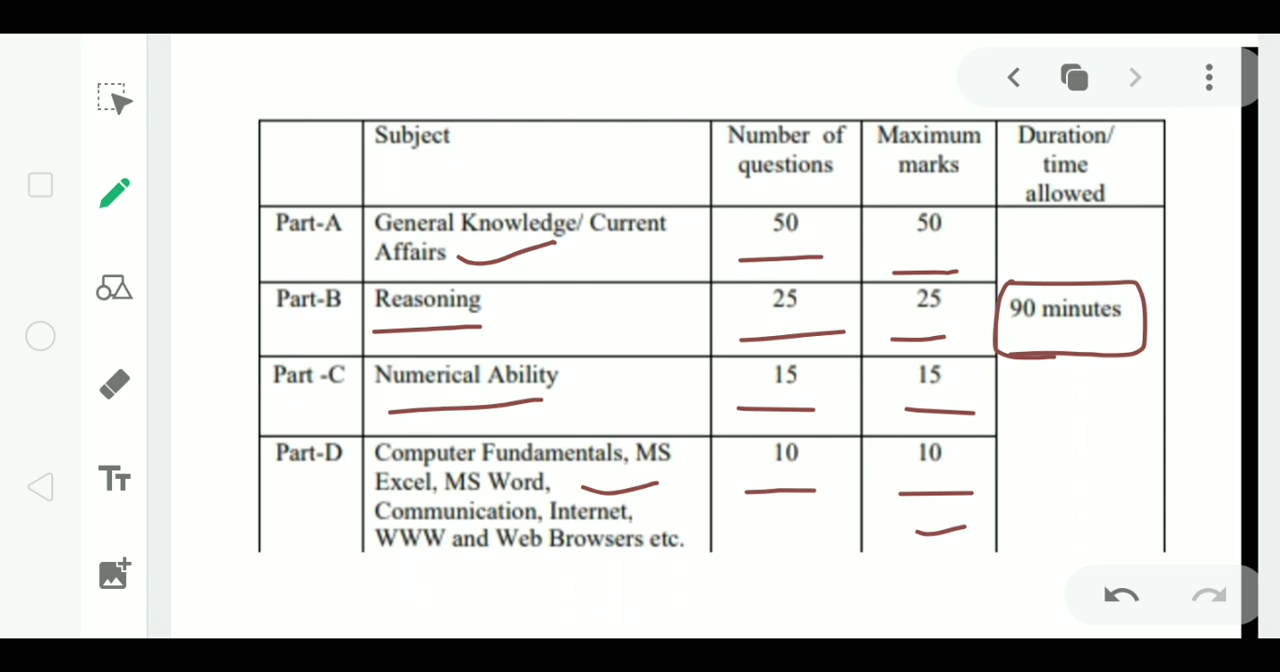 Subject
Number of
questions
Maximum
marks
Duration/
time
allowed
Part-A
General Knowledge/ Current
Affairs
50
50
Part-B
Reasoning
25
25
90 minutes
Part -C
Numerical Ability
15
15
Part-D
Computer Fundamentals, MS
Excel, MS Word,
Communication, Internet,
WWW and Web Browsers etc.
10
10
TT